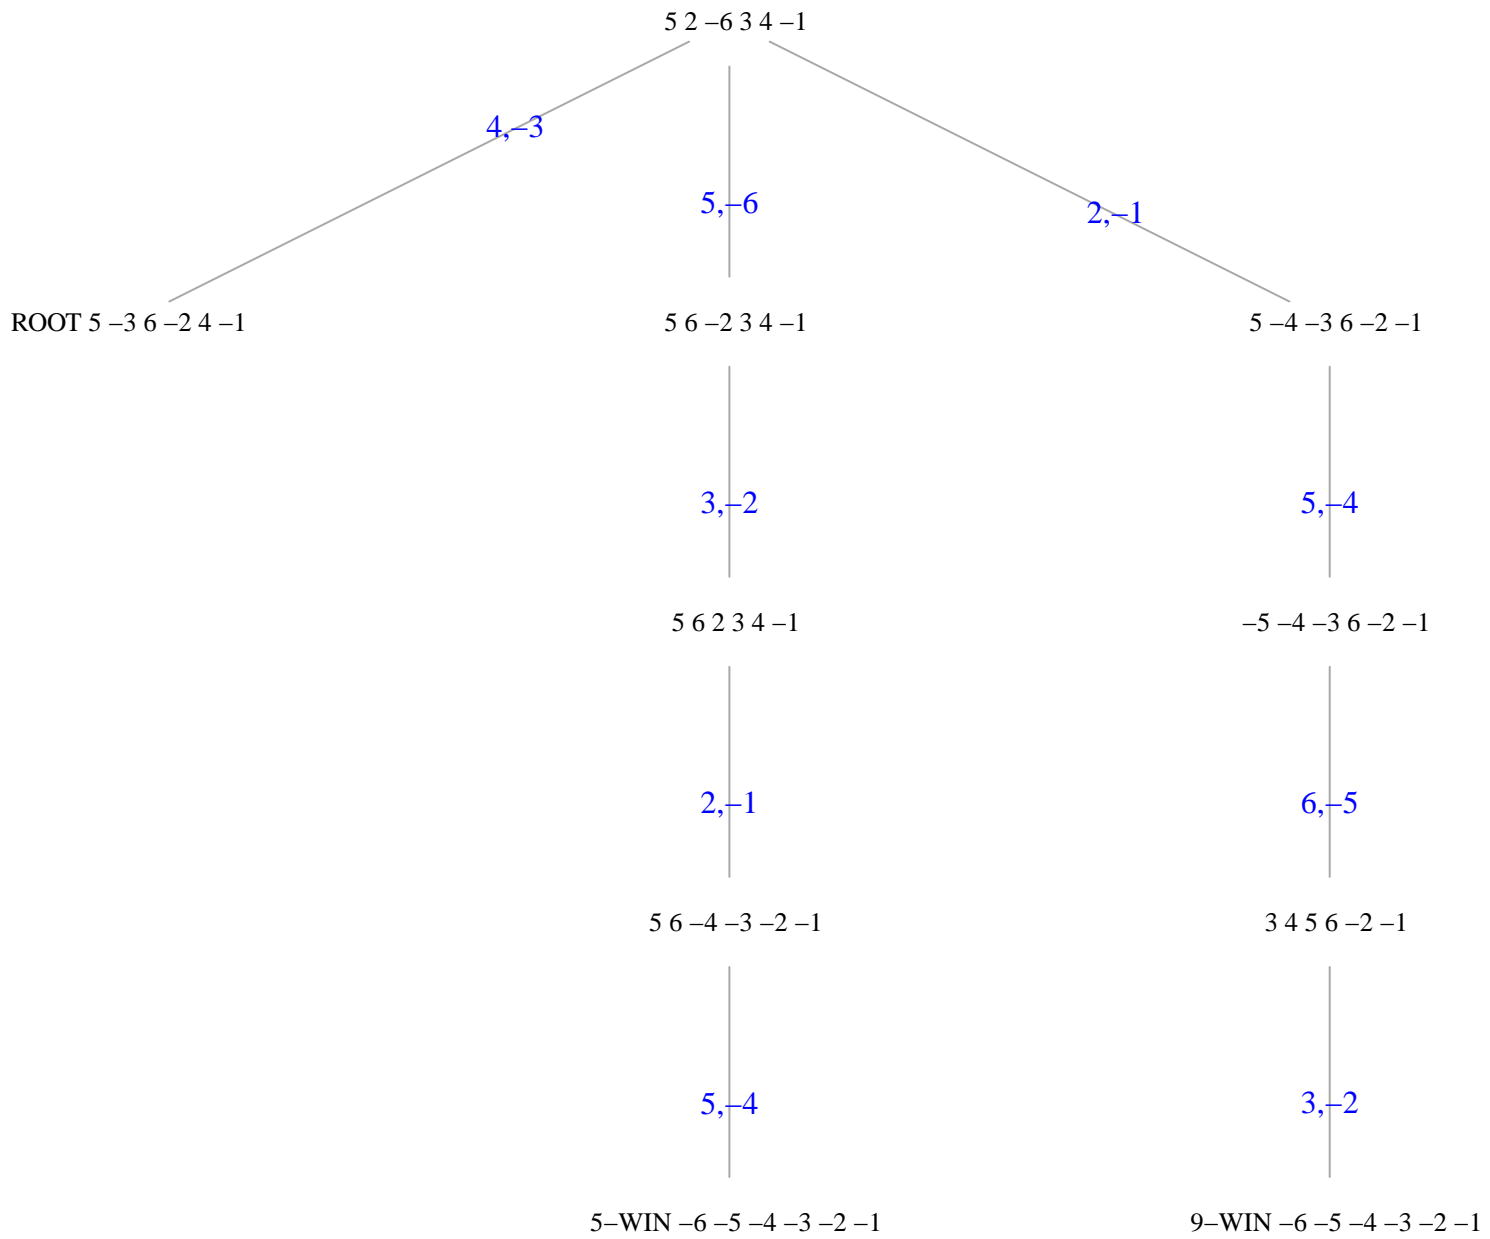 5 2 –6 3 4 –1
4,–3
5,–6
2,–1
ROOT 5 –3 6 –2 4 –1
5 6 –2 3 4 –1
5 –4 –3 6 –2 –1
3,–2
5,–4
5 6 2 3 4 –1
–5 –4 –3 6 –2 –1
2,–1
6,–5
5 6 –4 –3 –2 –1
3 4 5 6 –2 –1
5,–4
3,–2
5–WIN –6 –5 –4 –3 –2 –1
9–WIN –6 –5 –4 –3 –2 –1